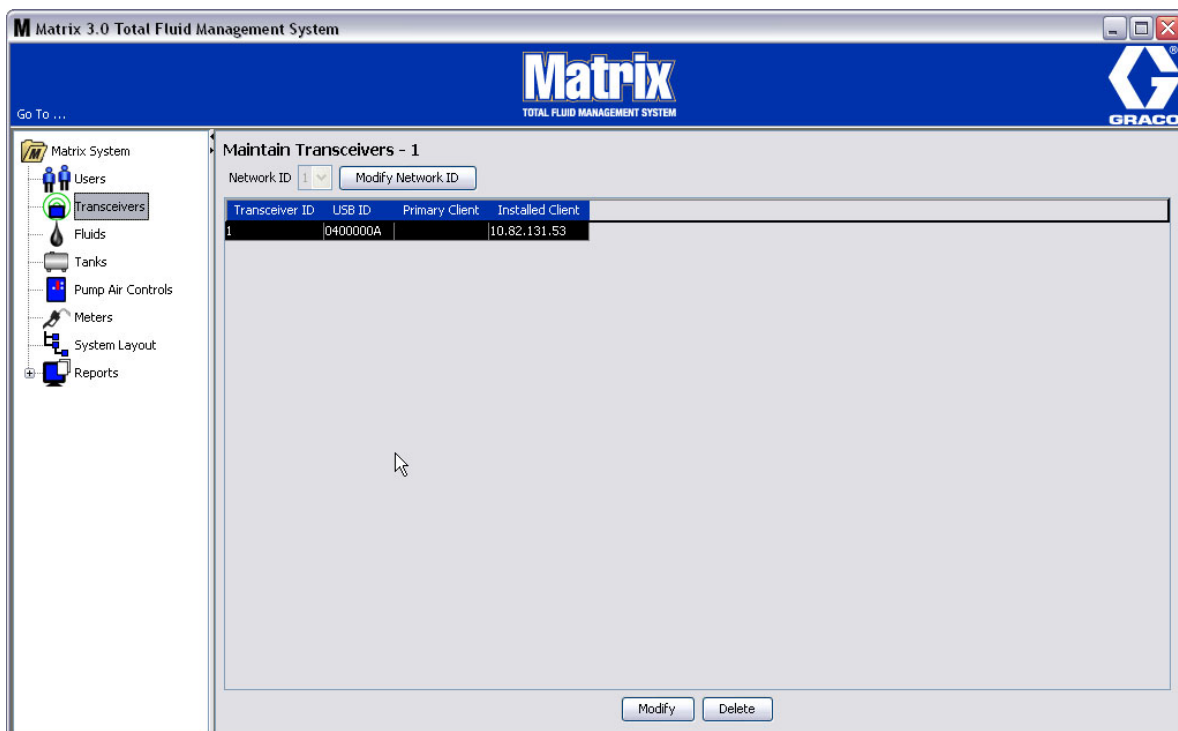 Matrix 3.0 Total Fluid Management System
Matrix
TOTAL FLUID MANAGEMENT SYSTEM
Go To ...
GRACO
®
Matrix System
Users
Transceivers
Fluids
Tanks
Pump Air Controls
Meters
System Layout
Reports
Maintain Transceivers - 1
Network ID 1 Modify Network ID
Transceiver ID USB ID Primary Client Installed Client
1 0400000A 10.82.131.53
Modify Delete